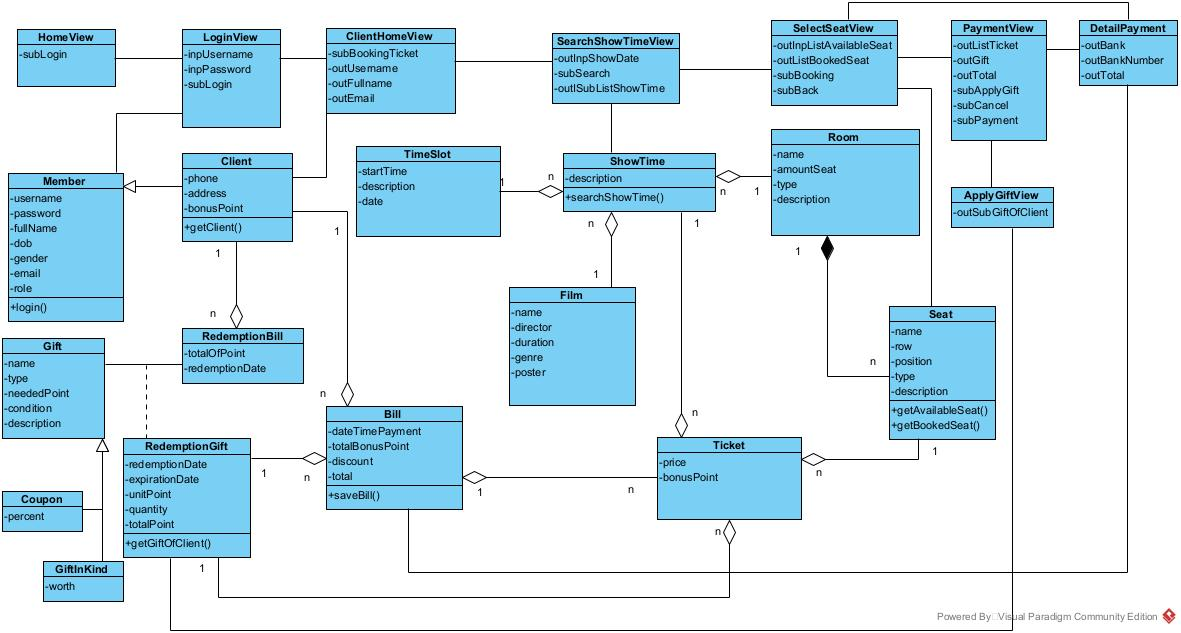 HomeView
-subLogin
LoginView
-inpUsername
-inpPassword
-subLogin
ClientHomeView
-subBookingTicket
-outUsername
-outFullname
-outEmail
SearchShowTimeView
-outInpShowDate
-subSearch
-outlSubListShowTime
SelectSeatView
-outInpListAvailableSeat
-outListBookedSeat
-subBooking
-subBack
PaymentView
-outListTicket
-outGift
-outTotal
-subApplyGift
-subCancel
-subPayment
DetailPayment
-outBank
-outBankNumber
-outTotal
Member
-username
-password
-fullName
-dob
-gender
-email
-role
+login()
Client
-phone
-address
-bonusPoint
+getClient()
TimeSlot
-startTime
-description
-date
1
n
ShowTime
-description
+searchShowTime()
n
1
Room
-name
-amountSeat
-type
-description
ApplyGiftView
-outSubGiftOfClient
1
n
1
n
1
1
1
n
Film
-name
-director
-duration
-genre
-poster
Seat
-name
-row
-position
-type
-description
+getAvailableSeat()
+getBookedSeat()
n
1
Gift
-name
-type
-neededPoint
-condition
-description
RedemptionBill
-totalOfPoint
-redemptionDate
n
Bill
-dateTimePayment
-totalBonusPoint
-discount
-total
+saveBill()
n
Ticket
-price
-bonusPoint
n
1
n
n
RedemptionGift
-redemptionDate
-expirationDate
-unitPoint
-quantity
-totalPoint
+getGiftOfClient()
1
n
1
Coupon
-percent
GiftInKind
-worth
Powered By Visual Paradigm Community Edition